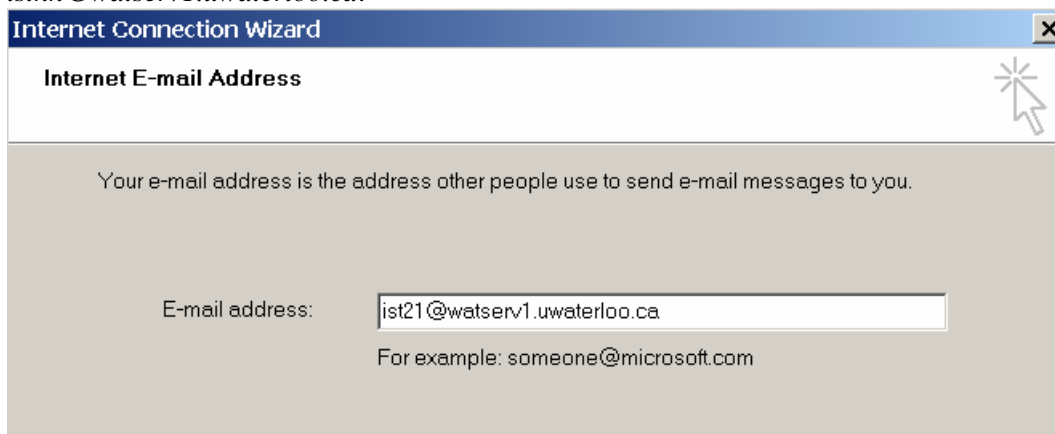 Internet Connection Wizard
Internet E-mail Address
Your e-mail address is the address other people use to send e-mail messages to you.
E-mail address: ist21@watserv1.uwaterloo.ca
For example: someone@microsoft.com